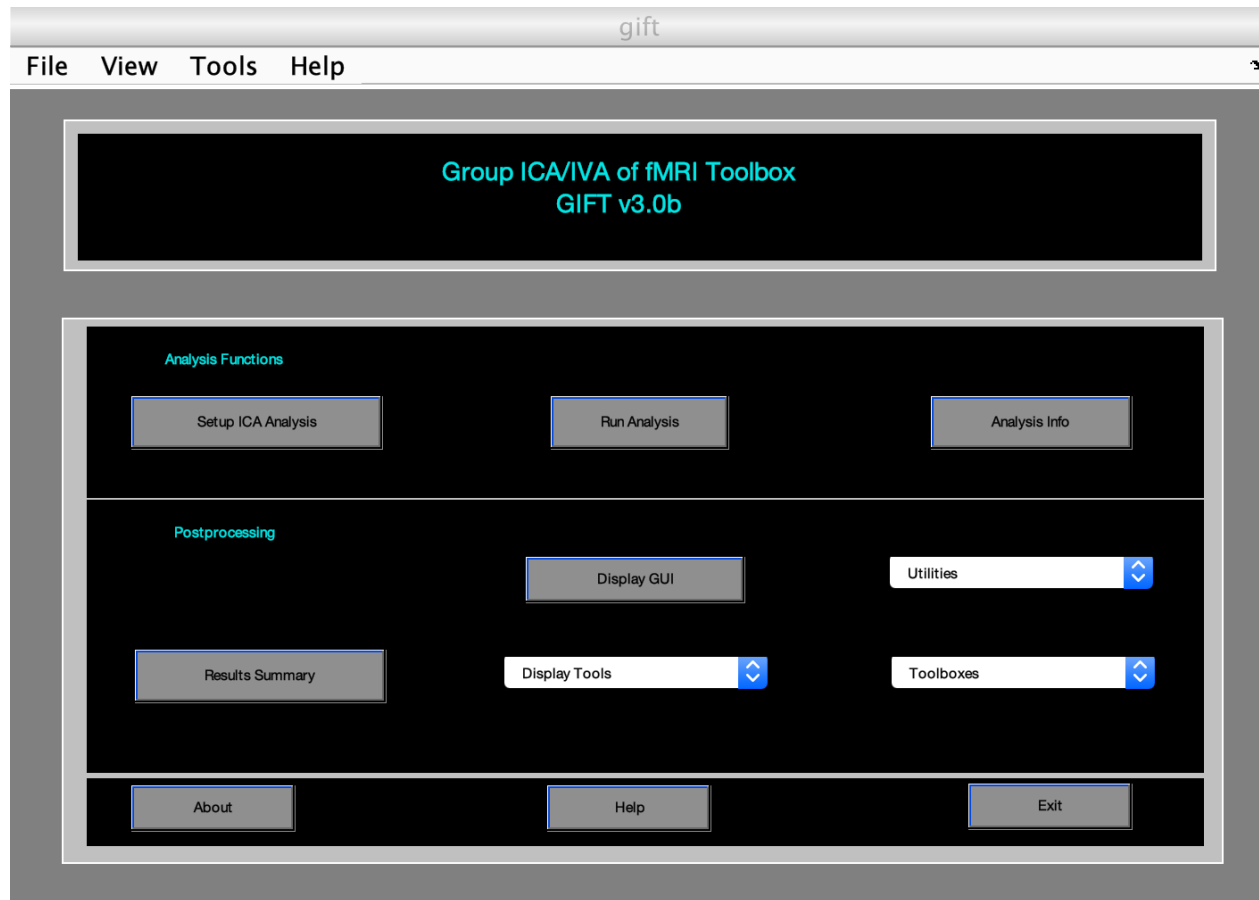 gift
File View Tools Help
Group ICA/IVA of fMRI Toolbox
GIFT v3.0b
Analysis Functions
Setup ICA Analysis Run Analysis Analysis Info
Postprocessing
Display GUI Utilities
Results Summary Display Tools Toolboxes
About Help Exit